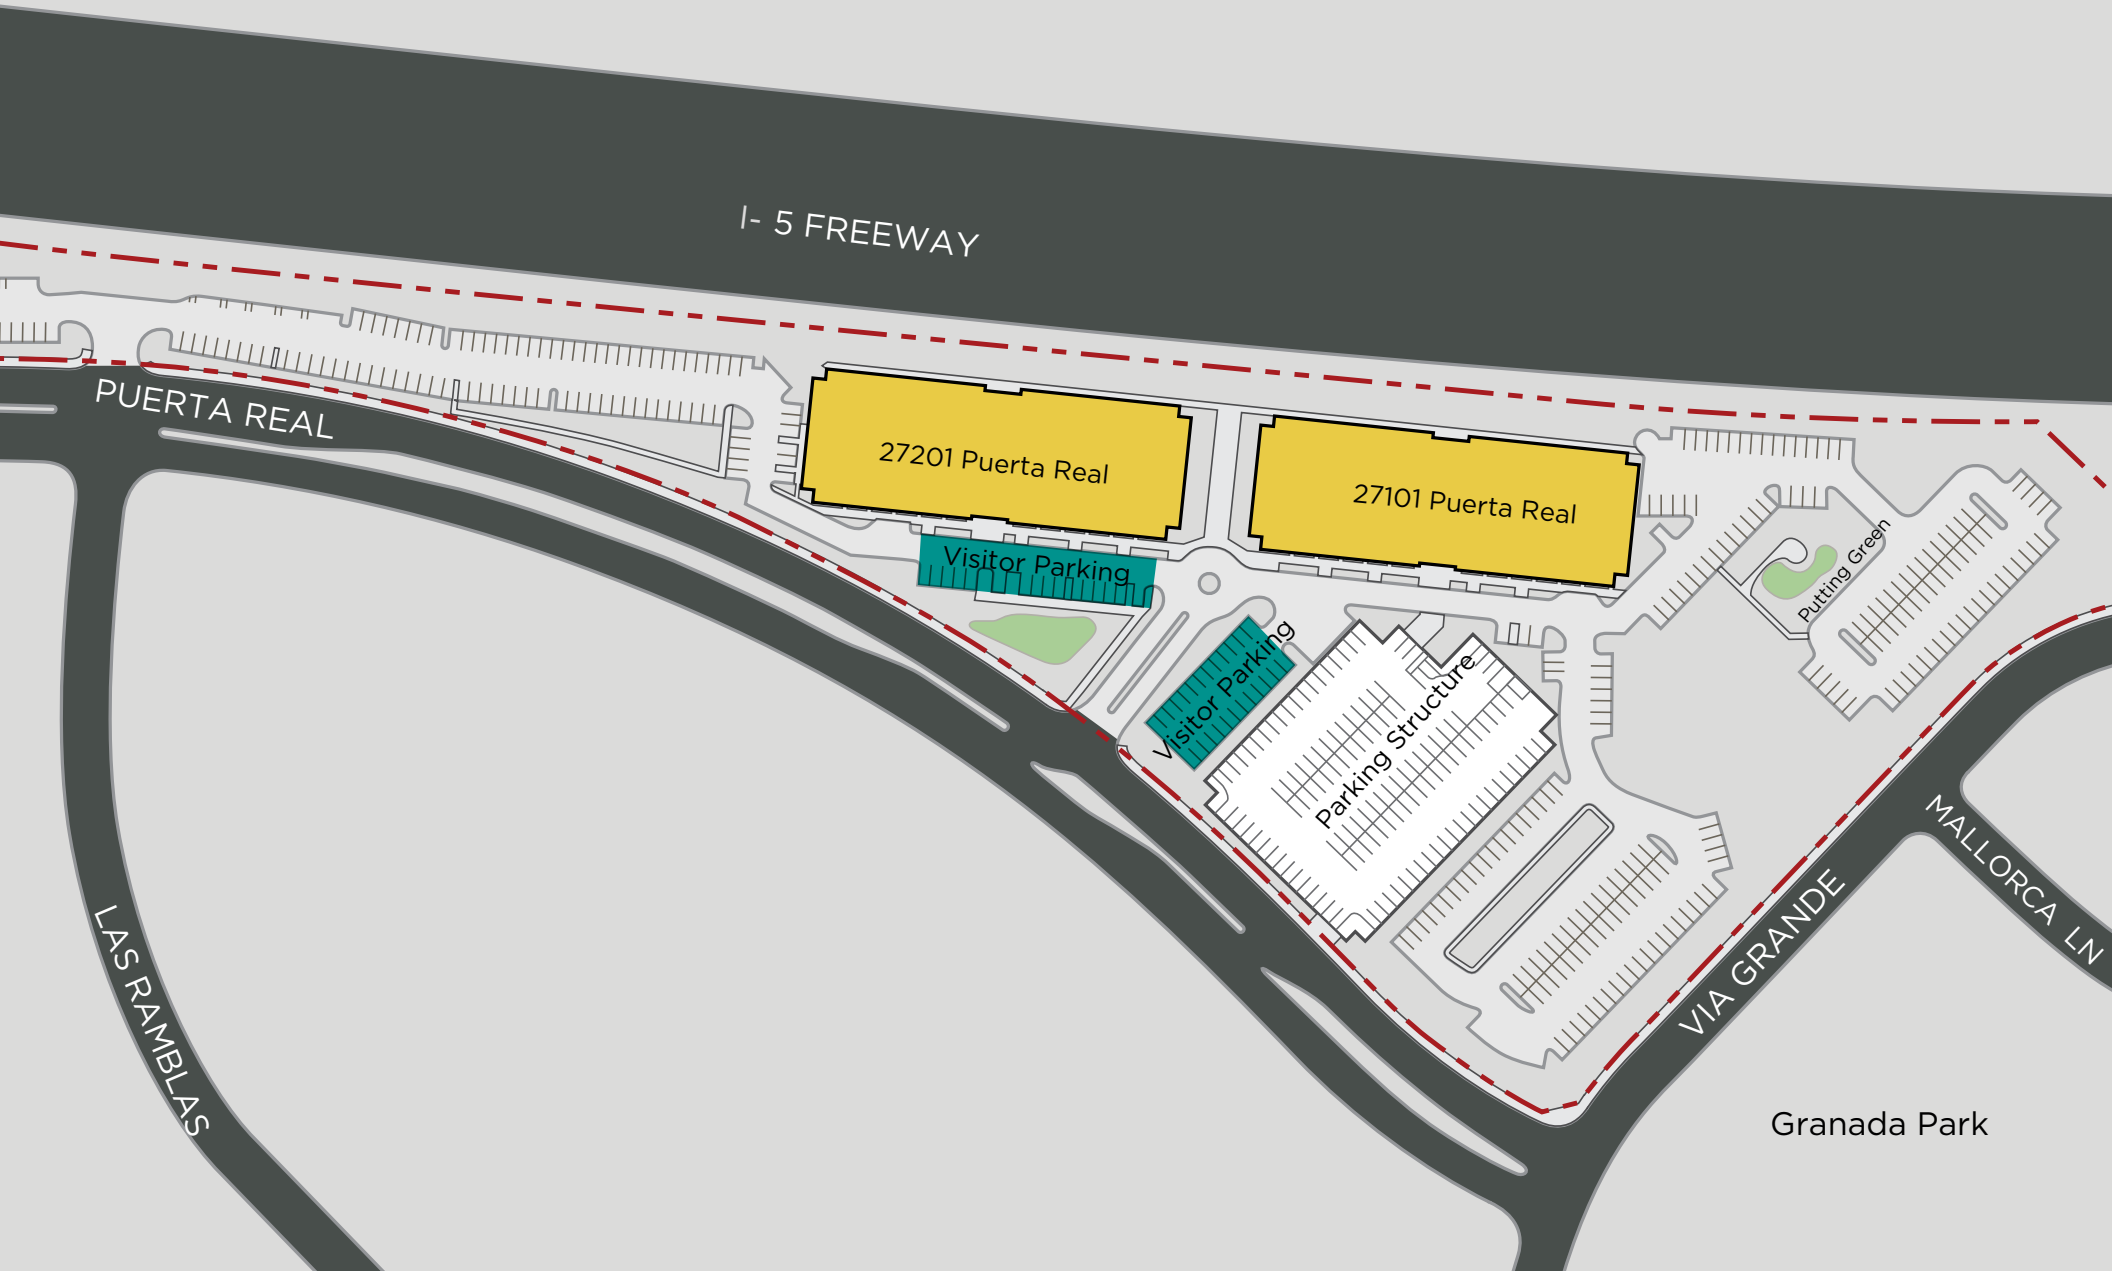 I- 5 FREEWAY
PUERTA REAL
27201 Puerta Real
27101 Puerta Real
Visitor Parking
Putting Green
Visitor Parking
Parking Structure
MALLORCA LN
VIA GRANDE
LAS RAMBLAS
Granada Park